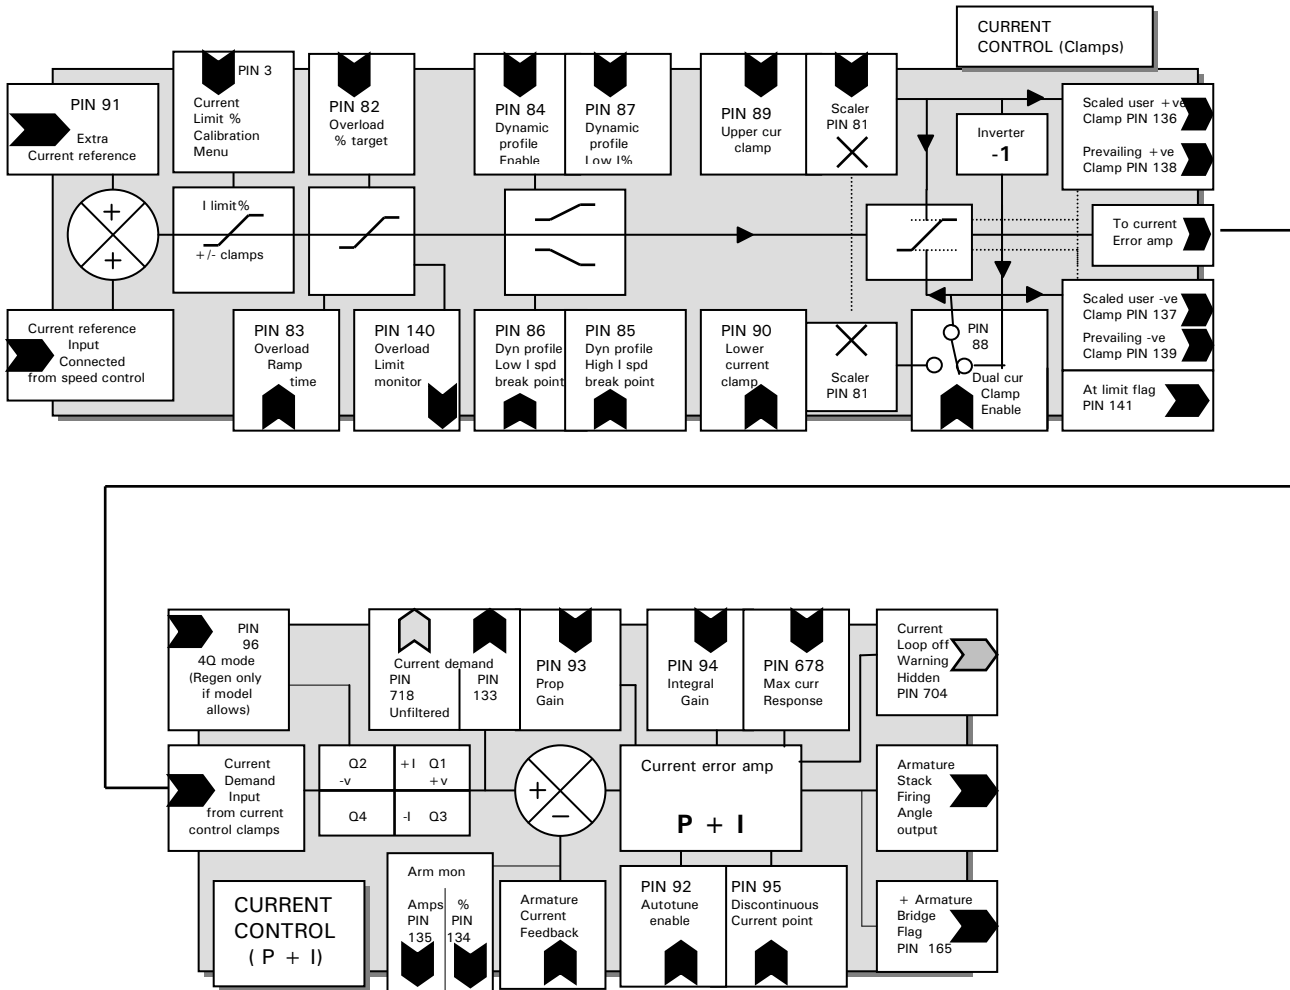 CURRENT
CONTROL (Clamps)
PIN 91
Extra
Current reference
PIN 3
Current
Limit %
Calibration
Menu
PIN 82
Overload
% target
PIN 84
Dynamic
profile
Enable
PIN 87
Dynamic
profile
Low I%
PIN 89
Upper cur
clamp
Scaler
PIN 81
Inverter
-1
Scaled user +ve
Clamp PIN 136
Prevailing +ve
Clamp PIN 138
+
+
I limit%
+/- clamps
To current
Error amp
Current reference
Input
Connected
from speed control
PIN 83
Overload
Ramp
time
PIN 140
Overload
Limit
monitor
PIN 86
Dyn profile
Low I spd
break point
PIN 85
Dyn profile
High I spd
break point
PIN 90
Lower
current
clamp
Scaler
PIN 81
PIN
88
Dual cur
Clamp
Enable
Scaled user -ve
Clamp PIN 137
Prevailing -ve
Clamp PIN 139
At limit flag
PIN 141
PIN
96
4Q mode
(Regen only
if model
allows)
Current demand
PIN
718
Unfiltered
PIN
133
PIN 93
Prop
Gain
PIN 94
Integral
Gain
PIN 678
Max curr
Response
Current
Loop off
Warning
Hidden
PIN 704
Current
Demand
Input
from current
control clamps
Q2
-v
+I Q1
+v
Q4
-I Q3
+
–
Current error amp
P + I
Armature
Stack
Firing
Angle
output
CURRENT
CONTROL
( P + I)
Arm mon
Amps
PIN
135
%
PIN
134
Armature
Current
Feedback
PIN 92
Autotune
enable
PIN 95
Discontinuous
Current point
+ Armature
Bridge
Flag
PIN 165